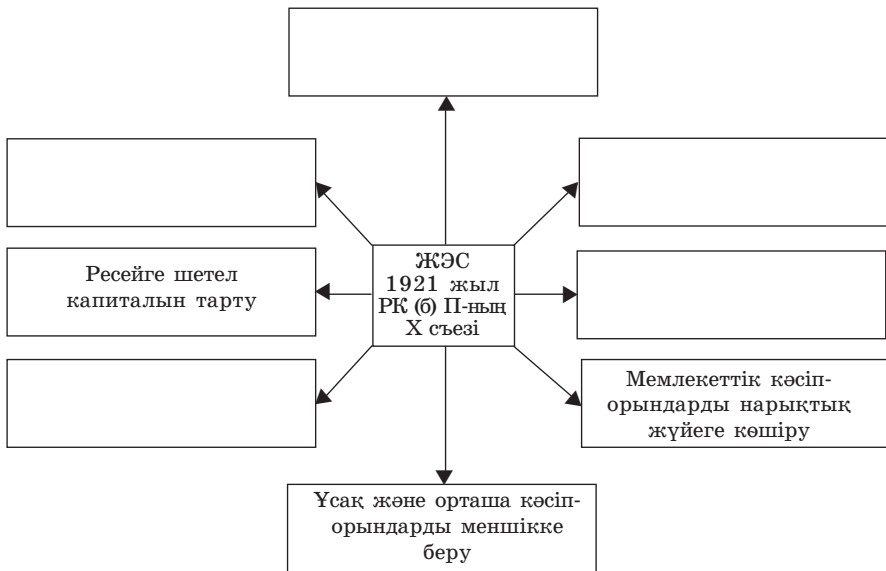 Ресейге шетел
капиталын тарту
ЖЭС
1921 жыл
РК (б) П-ның
X съезі
Мемлекеттік кәсіп-
орындарды нарықтық
жүйеге көшіру
Ұсақ және орташа кәсіп-
орындарды меншікке
беру